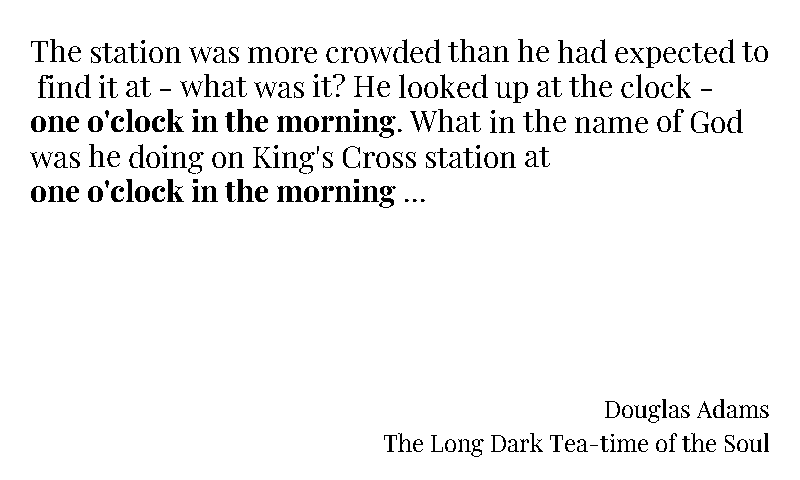 The station was more crowded than he had expected to
find it at - what was it? He looked up at the clock -
one o'clock in the morning. What in the name of God
was he doing on King's Cross station at
one o'clock in the morning ...
Douglas Adams
The Long Dark Tea-time of the Soul